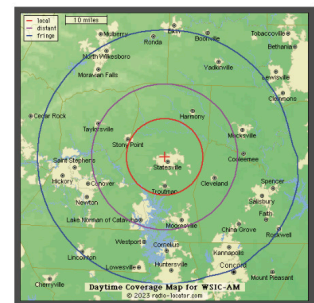 local
distant
fringe
10 miles
Elkin
Mulberry
Ronda
Boonville
Tobaccoville
North Wilkesboro
Bethania
Moravian Falls
Yadkinville
Lewisville
Clemmons
Cedar Rock
Harmony
Taylorsville
Mocksville
Stony Point
Cooleemee
Saint Stephens
Statesville
Hickory
Conover
Troutman
Cleveland
Spencer
Newton
Salisbury
Lake Norman of Catawba
Mooresville
Faith
China Grove
Rockwell
Westport
Cornelius
Kannapolis
Lincolnton
Lowesville
Huntersville
Concord
Cherryville
Mount Pleasant
Daytime Coverage Map for WSIC-AM
© 2023 radio-locator.com